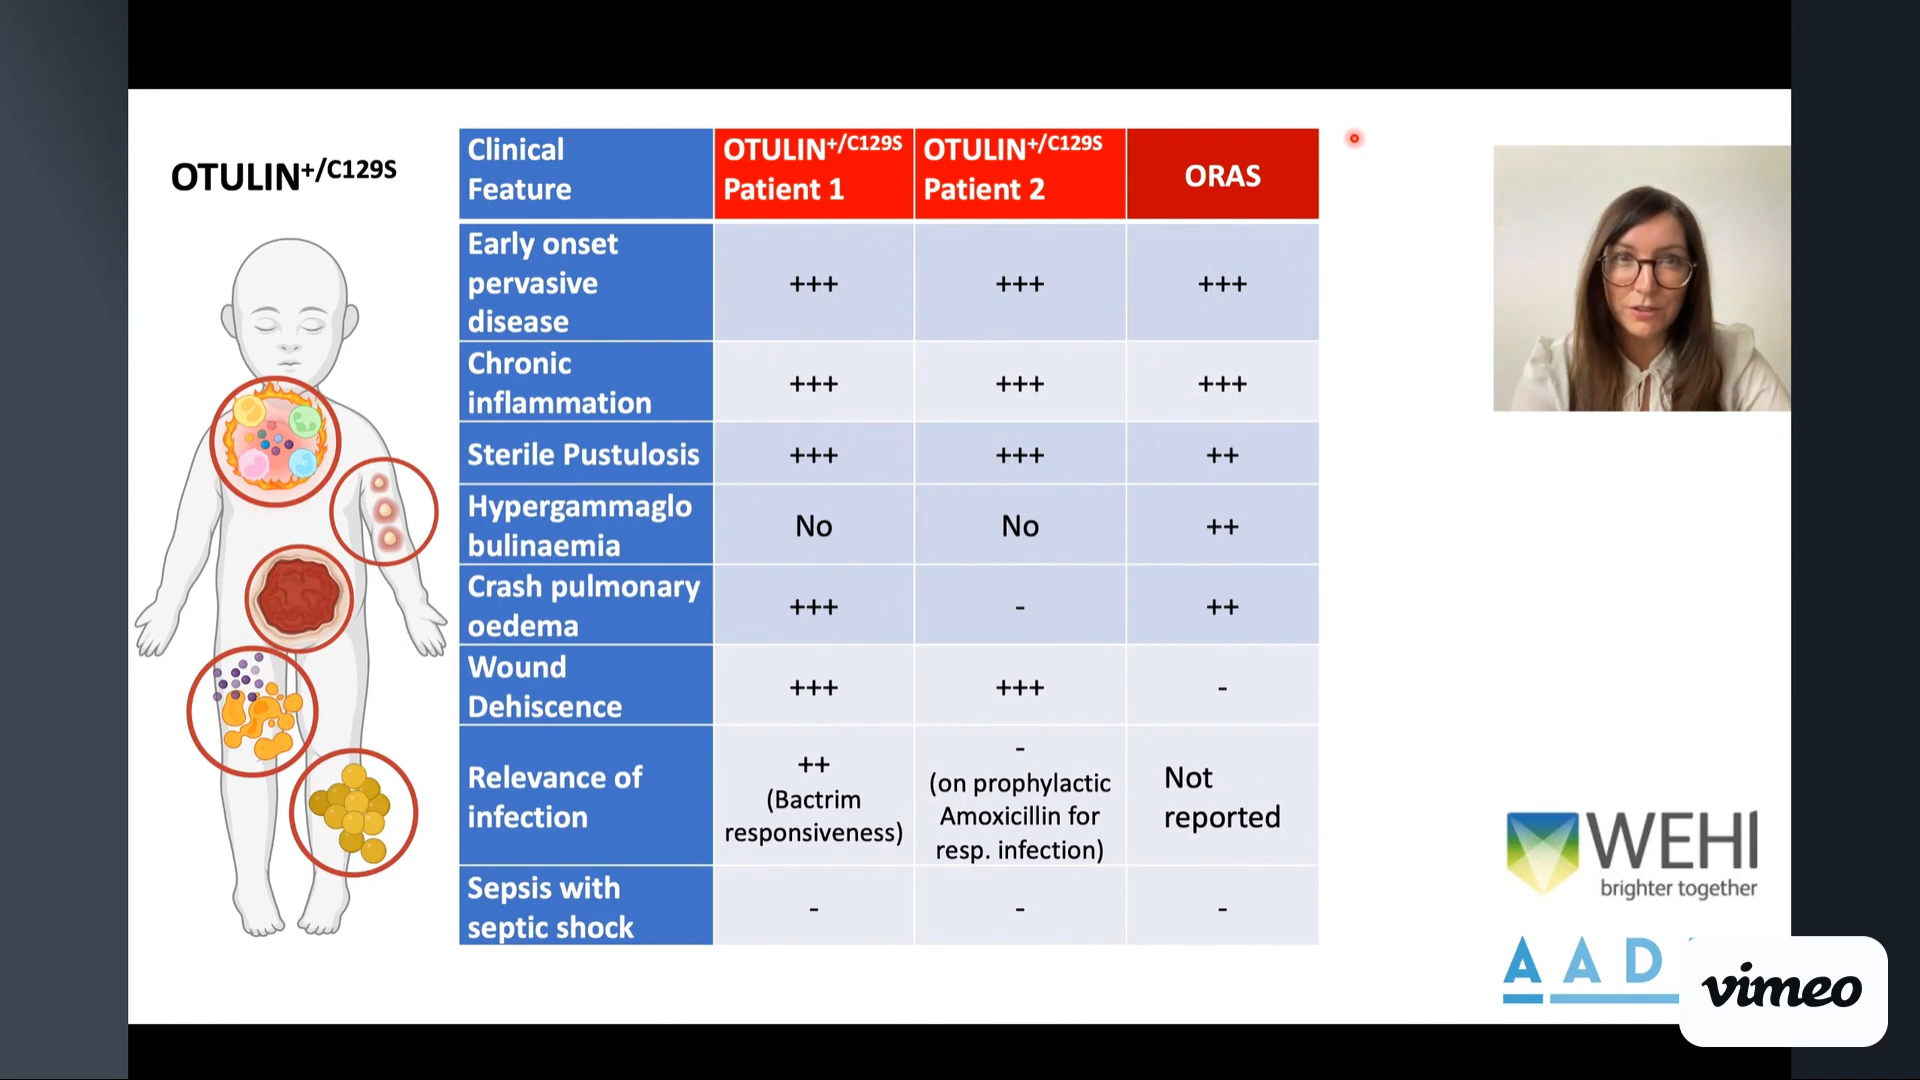 OTULIN+/C129S
Clinical
Feature
OTULIN+/C129S
Patient 1
OTULIN+/C129S
Patient 2
ORAS
Early onset
pervasive
disease
+++
+++
+++
Chronic
inflammation
+++
+++
+++
Sterile Pustulosis
+++
+++
++
Hypergammaglo
bulinaemia
No
No
++
Crash pulmonary
oedema
+++
-
++
Wound
Dehiscence
+++
+++
-
Relevance of
infection
++
(Bactrim
responsiveness)
-
(on prophylactic
Amoxicillin for
resp. infection)
Not
reported
Sepsis with
septic shock
-
-
-
WEHI
brighter together
AAD
vimeo